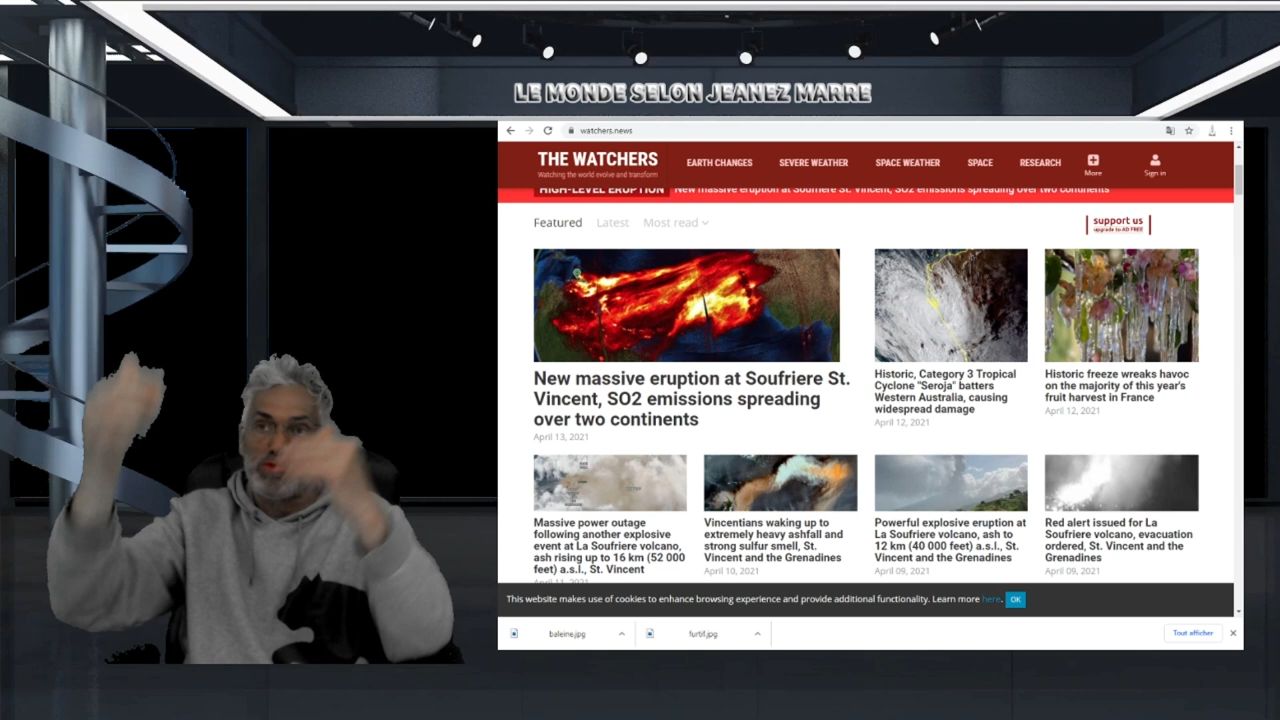 LE MONDE SELON JEANEZ MARRE
watchers.news
THE WATCHERS
Watching the world evolve and transform
EARTH CHANGES
SEVERE WEATHER
SPACE WEATHER
SPACE
RESEARCH
More
Sign in
HIGH-LEVEL ERUPTION New massive eruption at Soufriere St. Vincent, SO2 emissions spreading over two continents
Featured Latest Most read
support us
upgrade to AD FREE
New massive eruption at Soufriere St.
Vincent, SO2 emissions spreading
over two continents
April 13, 2021
Historic, Category 3 Tropical
Cyclone "Seroja" batters
Western Australia, causing
widespread damage
April 12, 2021
Historic freeze wreaks havoc
on the majority of this year's
fruit harvest in France
April 12, 2021
Massive power outage
following another explosive
event at La Soufriere volcano,
ash rising up to 16 km (52 000
feet) a.s.l., St. Vincent
April 11, 2021
Vincentians waking up to
extremely heavy ashfall and
strong sulfur smell, St.
Vincent and the Grenadines
April 10, 2021
Powerful explosive eruption at
La Soufriere volcano, ash to
12 km (40 000 feet) a.s.l., St.
Vincent and the Grenadines
April 09, 2021
Red alert issued for La
Soufriere volcano, evacuation
ordered, St. Vincent and the
Grenadines
April 09, 2021
This website makes use of cookies to enhance browsing experience and provide additional functionality. Learn more here. OK
baleine.jpg
furtif.jpg
Tout afficher